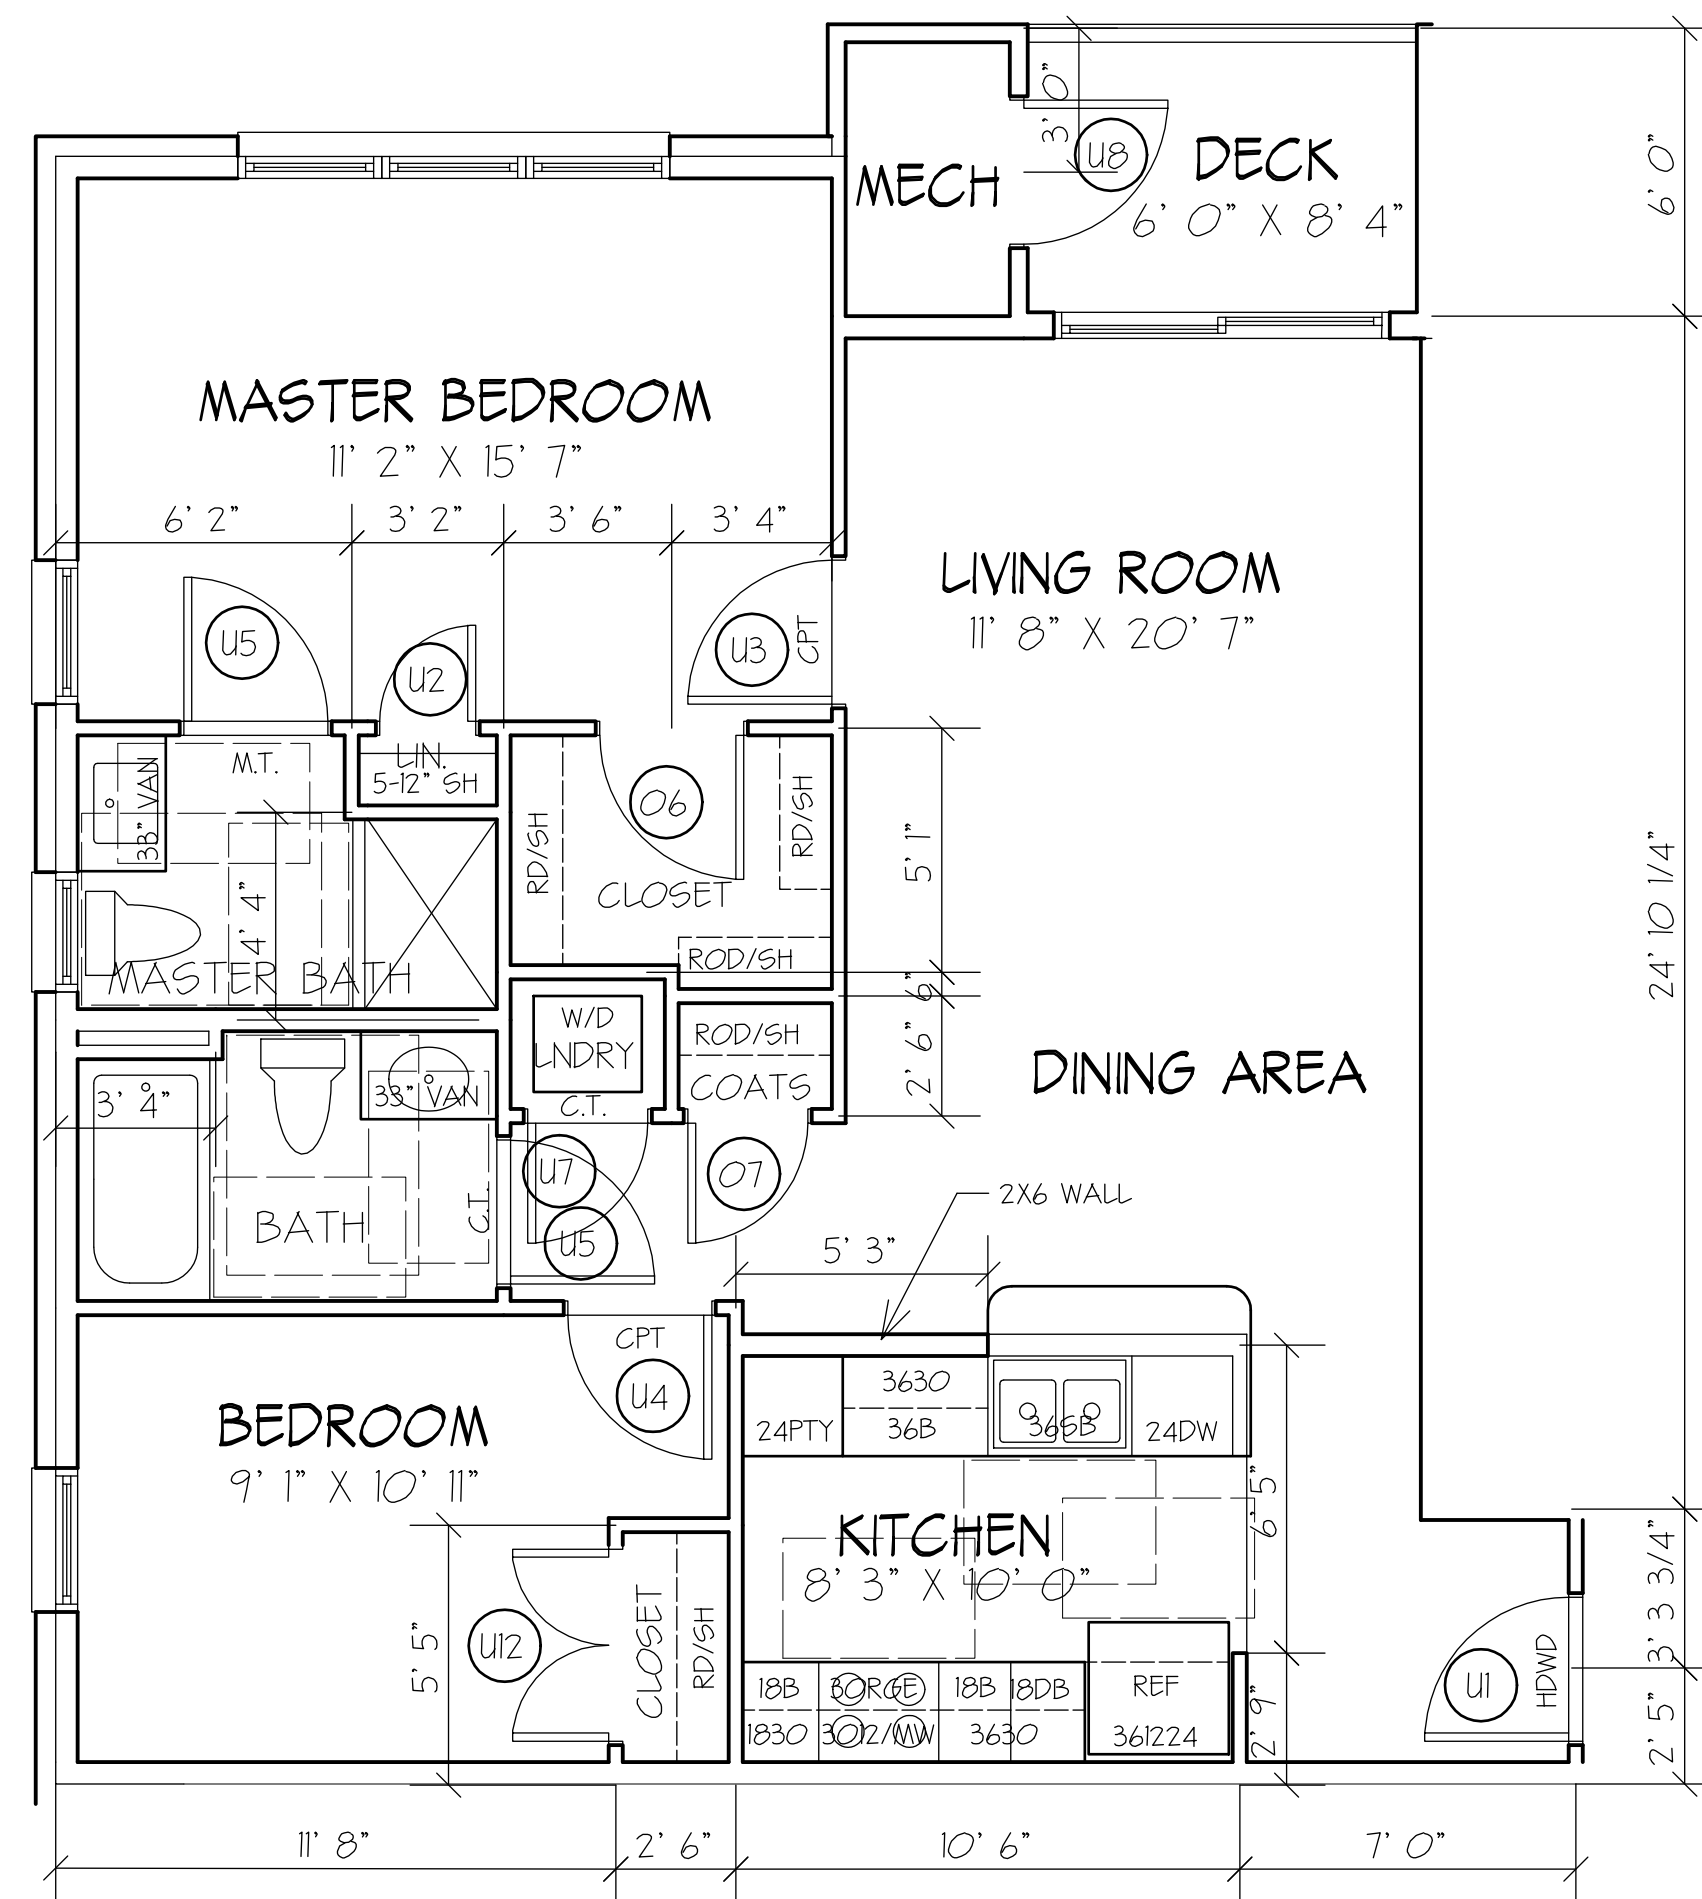 3' 0"
U8
DECK
6' 0" X 8' 4"
MECH
6' 0"
MASTER BEDROOM
11' 2" X 15' 7"
6' 2"
3' 2"
3' 6"
3' 4"
LIVING ROOM
11' 8" X 20' 7"
U5
U2
U3
CPT
33" VAN
M.T.
LIN.
5-12" SH
RD/SH
O6
RD/SH
CLOSET
ROD/SH
5' 1"
24' 10 1/4"
4' 4"
MASTER BATH
6"
W/D
LNDRY
C.T.
ROD/SH
COATS
2' 6"
DINING AREA
3' 4"
33" VAN
C.T.
BATH
U7
U5
O7
2X6 WALL
5' 3"
CPT
U4
BEDROOM
9' 1" X 10' 11"
3630
24PTY
36B
36SB
24DW
6' 5"
KITCHEN
8' 3" X 10' 0"
5' 5"
U12
CLOSET
RD/SH
18B
30RGE
18B
18DB
REF
1830
3012/MW
3630
361224
2' 9"
U1
HDWD
3' 3 3/4"
2' 5"
11' 8"
2' 6"
10' 6"
7' 0"